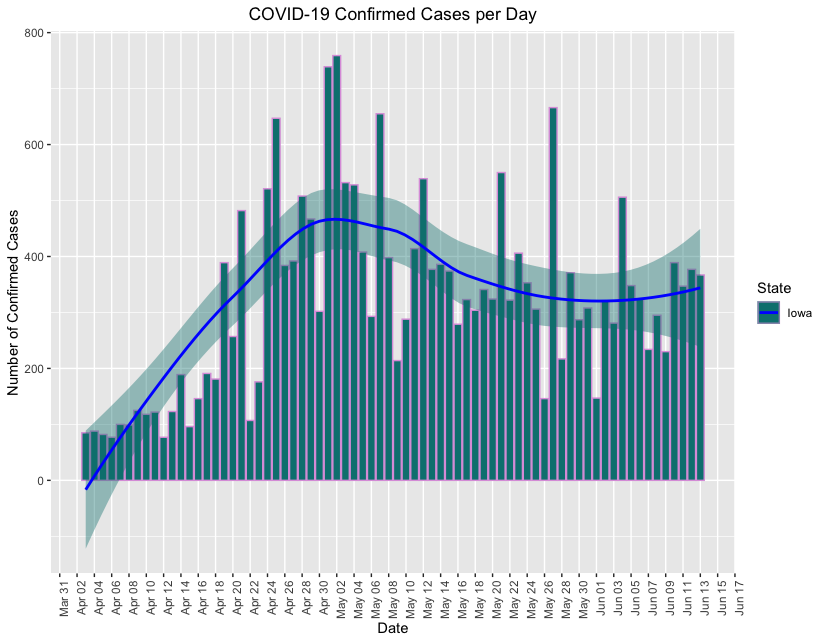 COVID-19 Confirmed Cases per Day
Number of Confirmed Cases
800
600
400
200
0
Mar 31
Apr 02
Apr 04
Apr 06
Apr 08
Apr 10
Apr 12
Apr 14
Apr 16
Apr 18
Apr 20
Apr 22
Apr 24
Apr 26
Apr 28
Apr 30
May 02
May 04
May 06
May 08
May 10
May 12
May 14
May 16
May 18
May 20
May 22
May 24
May 26
May 28
May 30
Jun 01
Jun 03
Jun 05
Jun 07
Jun 09
Jun 11
Jun 13
Jun 15
Jun 17
Date
State
Iowa